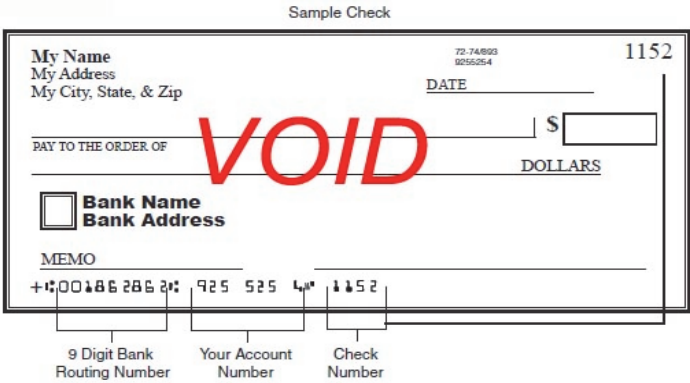 Sample Check
My Name
My Address
My City, State, & Zip
72-74/893
9255254
1152
DATE
$
PAY TO THE ORDER OF
VOID
DOLLARS
Bank Name
Bank Address
MEMO
+⑆001862862⑆ 925 525 4⑈ 1152
9 Digit Bank
Routing Number
Your Account
Number
Check
Number